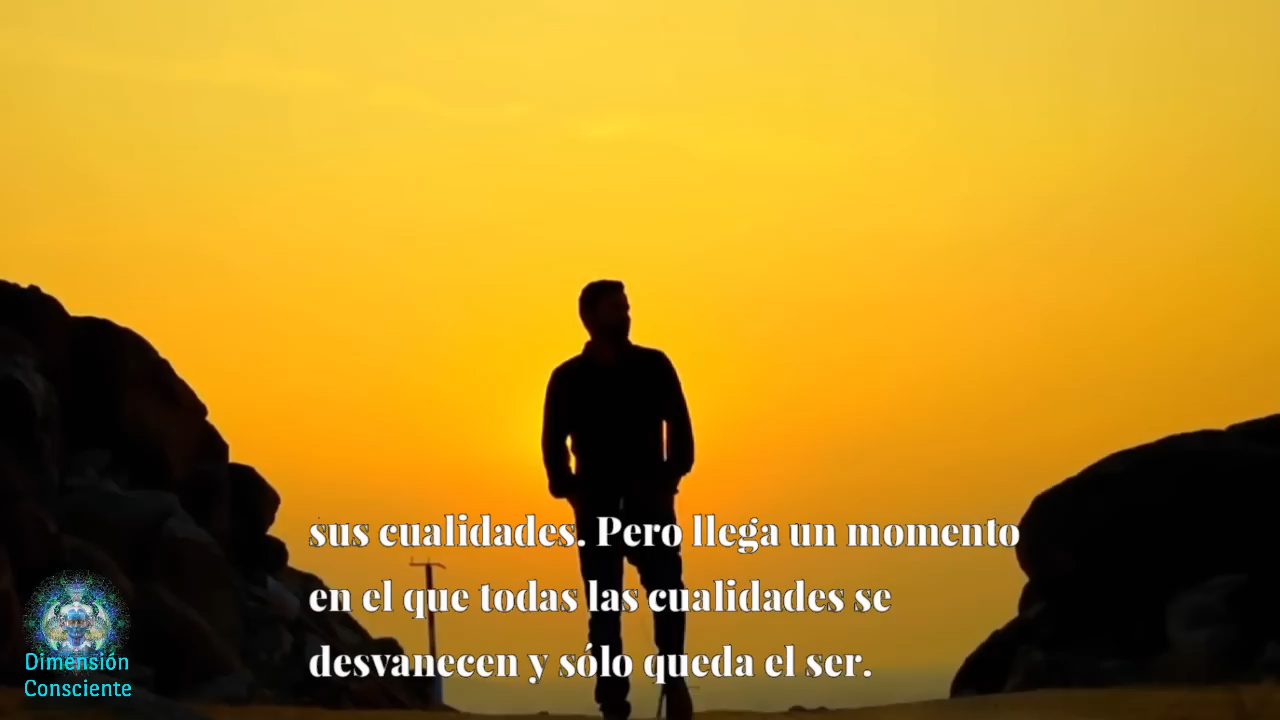 sus cualidades. Pero llega un momento
en el que todas las cualidades se
desvanecen y sólo queda el ser.
Dimensión
Consciente